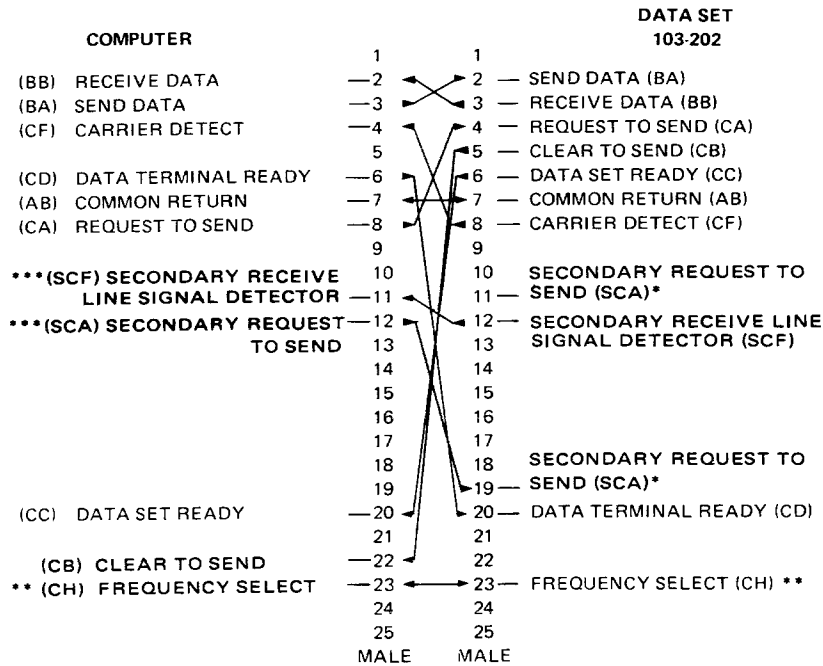 DATA SET
COMPUTER 103-202
1 1
(BB) RECEIVE DATA 2 2 SEND DATA (BA)
(BA) SEND DATA 3 3 RECEIVE DATA (BB)
(CF) CARRIER DETECT 4 4 REQUEST TO SEND (CA)
5 5 CLEAR TO SEND (CB)
(CD) DATA TERMINAL READY 6 6 DATA SET READY (CC)
(AB) COMMON RETURN 7 7 COMMON RETURN (AB)
(CA) REQUEST TO SEND 8 8 CARRIER DETECT (CF)
9 9
***(SCF) SECONDARY RECEIVE 10 10 SECONDARY REQUEST TO
LINE SIGNAL DETECTOR 11 11 SEND (SCA)*
***(SCA) SECONDARY REQUEST 12 12 SECONDARY RECEIVE LINE
TO SEND 13 13 SIGNAL DETECTOR (SCF)
14 14
15 15
16 16
17 17
18 18 SECONDARY REQUEST TO
19 19 SEND (SCA)*
(CC) DATA SET READY 20 20 DATA TERMINAL READY (CD)
21 21
(CB) CLEAR TO SEND 22 22
** (CH) FREQUENCY SELECT 23 23 FREQUENCY SELECT (CH) **
24 24
25 25
MALE MALE